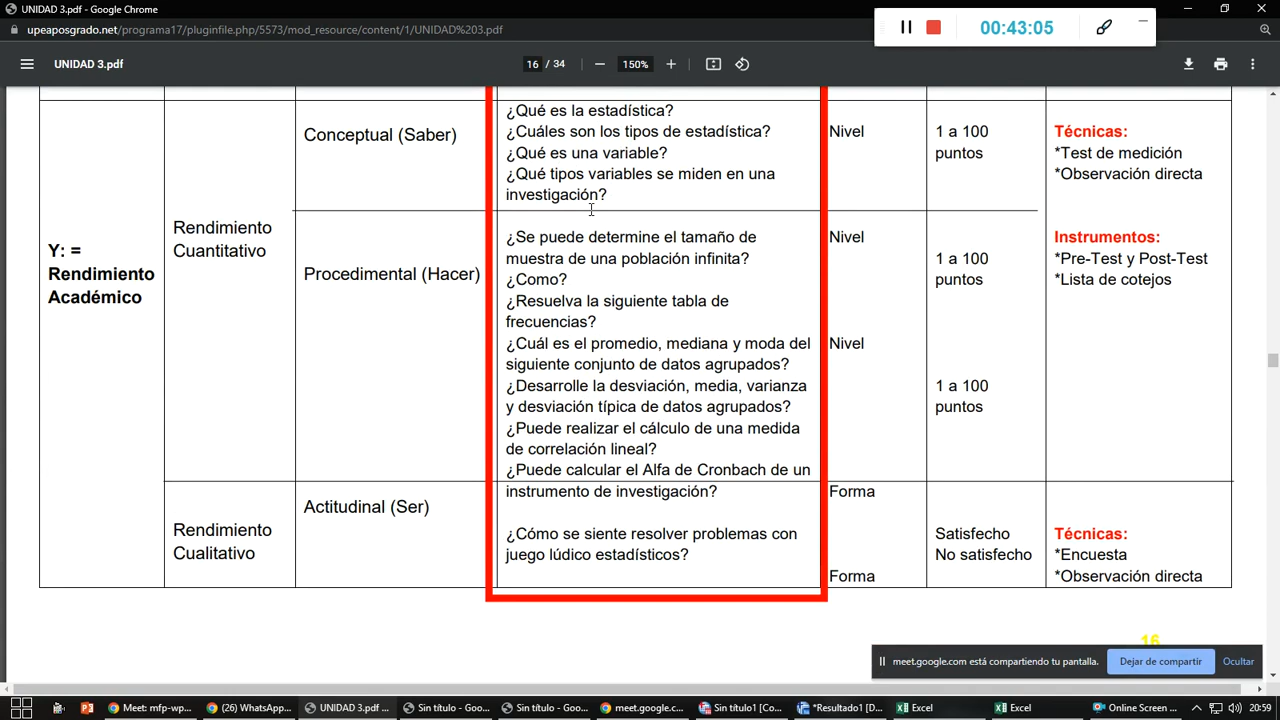 UNIDAD 3.pdf - Google Chrome
upeaposgrado.net/programa17/pluginfile.php/5573/mod_resource/content/1/UNIDAD%203.pdf
00:43:05
UNIDAD 3.pdf
16 / 34
150%
Y: =
Rendimiento
Académico
Rendimiento
Cuantitativo
Conceptual (Saber)
¿Qué es la estadística?
¿Cuáles son los tipos de estadística?
¿Qué es una variable?
¿Qué tipos variables se miden en una
investigación?
Nivel
1 a 100
puntos
Técnicas:
*Test de medición
*Observación directa
Procedimental (Hacer)
¿Se puede determine el tamaño de
muestra de una población infinita?
¿Como?
¿Resuelva la siguiente tabla de
frecuencias?
¿Cuál es el promedio, mediana y moda del
siguiente conjunto de datos agrupados?
¿Desarrolle la desviación, media, varianza
y desviación típica de datos agrupados?
¿Puede realizar el cálculo de una medida
de correlación lineal?
¿Puede calcular el Alfa de Cronbach de un
instrumento de investigación?
Nivel
Nivel
1 a 100
puntos
1 a 100
puntos
Instrumentos:
*Pre-Test y Post-Test
*Lista de cotejos
Rendimiento
Cualitativo
Actitudinal (Ser)
¿Cómo se siente resolver problemas con
juego lúdico estadísticos?
Forma
Forma
Satisfecho
No satisfecho
Técnicas:
*Encuesta
*Observación directa
16
meet.google.com está compartiendo tu pantalla.
Dejar de compartir
Ocultar
Meet: mfp-wp...
(26) WhatsApp...
UNIDAD 3.pdf ...
Sin título - Goo...
Sin título - Goo...
meet.google.co...
Sin título1 [Co...
*Resultado1 [D...
Excel
Excel
Online Screen ...
20:59